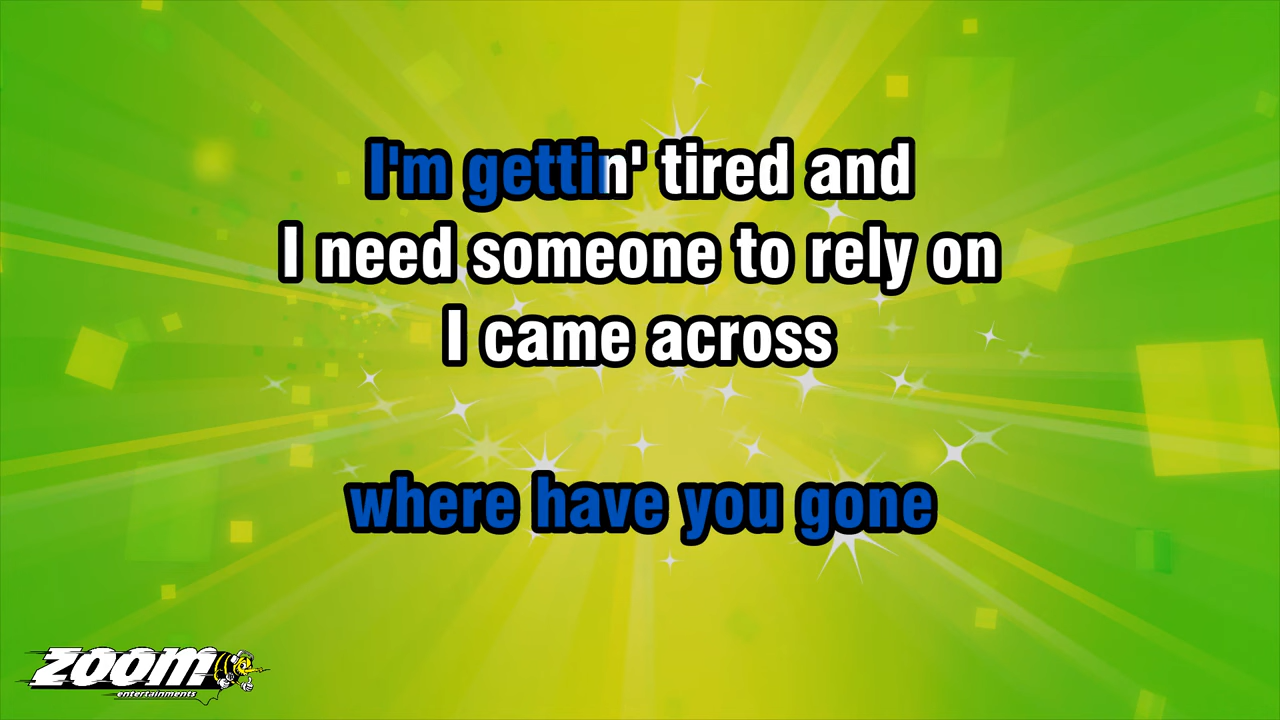 I'm gettin' tired and
I need someone to rely on
I came across
where have you gone
zoom
entertainments